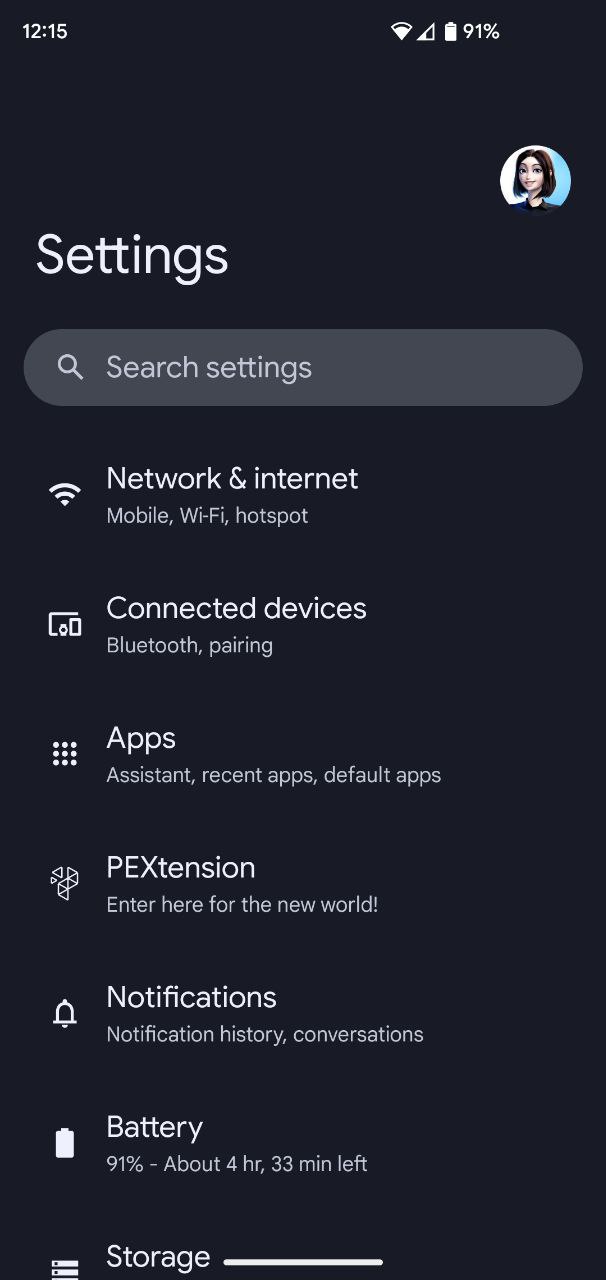 12:15
91%
Settings
Search settings
Network & internet
Mobile, Wi-Fi, hotspot
Connected devices
Bluetooth, pairing
Apps
Assistant, recent apps, default apps
PEXtension
Enter here for the new world!
Notifications
Notification history, conversations
Battery
91% - About 4 hr, 33 min left
Storage